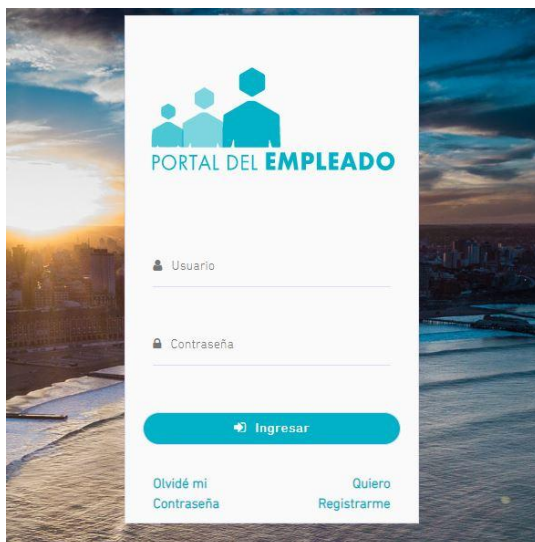 PORTAL DEL EMPLEADO
Usuario
Contraseña
Ingresar
Olvidé mi
Contraseña
Quiero
Registrarme